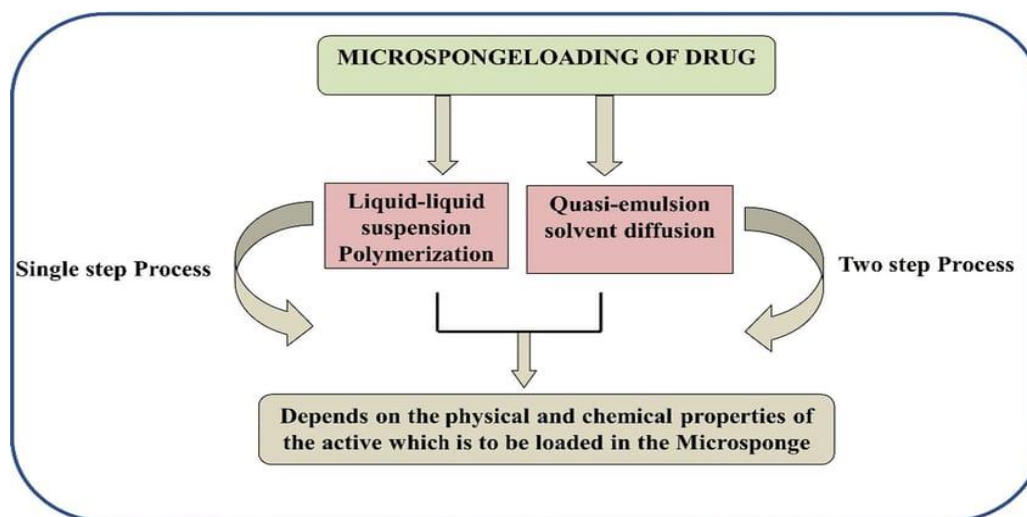 MICROSPONGELOADING OF DRUG
Liquid-liquid
suspension
Polymerization
Quasi-emulsion
solvent diffusion
Single step Process
Two step Process
Depends on the physical and chemical properties of
the active which is to be loaded in the Microsponge